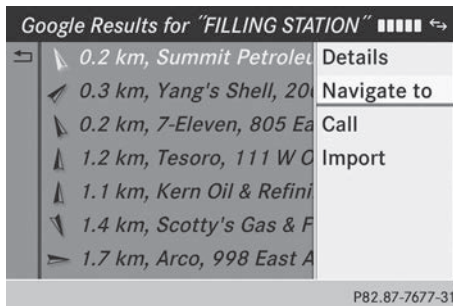 Google Results for ˝FILLING STATION˝
0.2 km, Summit Petroleu
0.3 km, Yang's Shell, 20
0.2 km, 7-Eleven, 805 Ea
1.2 km, Tesoro, 111 W O
1.1 km, Kern Oil & Refini
1.4 km, Scotty's Gas & F
1.7 km, Arco, 998 East A
Details
Navigate to
Call
Import
P82.87-7677-31